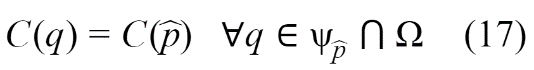 C(q) = C(p̂) ∀q ∈ ψ_p̂ ⋂ Ω (17)